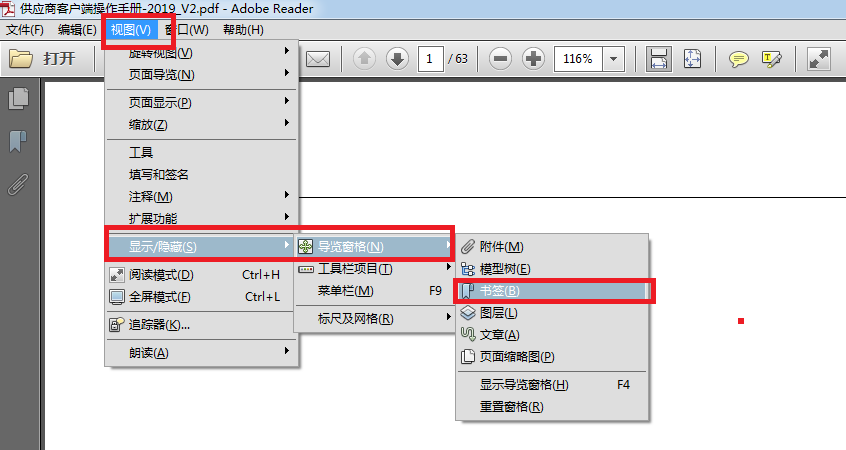 供应商客户端操作手册-2019_V2.pdf - Adobe Reader
文件(F) 编辑(E) 视图(V) 窗口(W) 帮助(H)
打开 1 / 63 116%
旋转视图(V)
页面导览(N)
页面显示(P)
缩放(Z)
工具
填写和签名
注释(M)
扩展功能
显示/隐藏(S)
阅读模式(D) Ctrl+H
全屏模式(F) Ctrl+L
追踪器(K)...
朗读(A)
导览窗格(N)
工具栏项目(T)
菜单栏(M) F9
标尺及网格(R)
附件(M)
模型树(E)
书签(B)
图层(L)
文章(A)
页面缩略图(P)
显示导览窗格(H) F4
重置窗格(R)